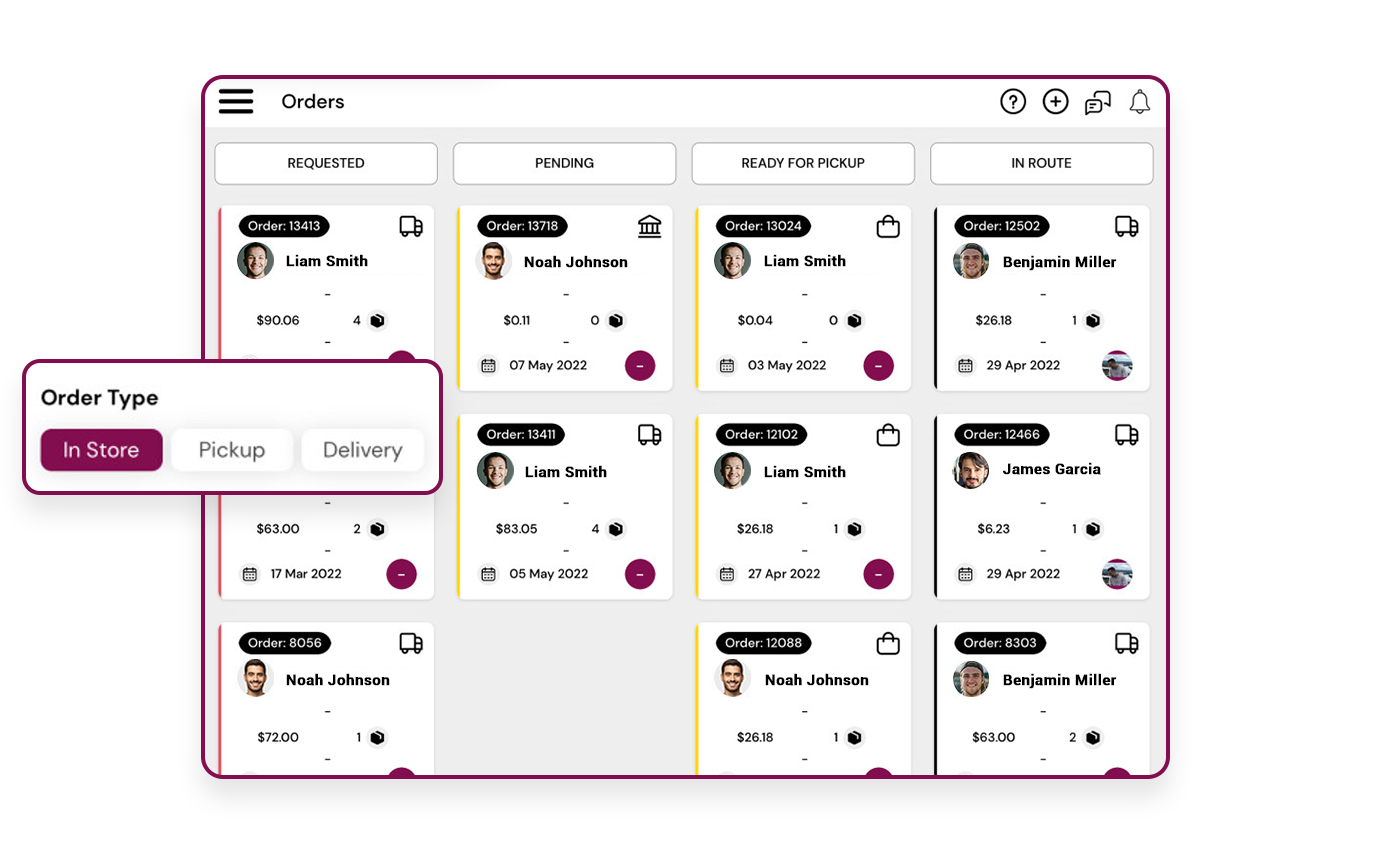 Orders
REQUESTED
PENDING
READY FOR PICKUP
IN ROUTE
Order: 13413
Liam Smith
-
$90.06 4
-
-
Order: 13718
Noah Johnson
-
$0.11 0
-
07 May 2022 -
Order: 13024
Liam Smith
-
$0.04 0
-
03 May 2022 -
Order: 12502
Benjamin Miller
-
$26.18 1
-
29 Apr 2022
Order Type
In Store
Pickup
Delivery
$63.00 2
-
17 Mar 2022 -
Order: 13411
Liam Smith
-
$83.05 4
-
05 May 2022 -
Order: 12102
Liam Smith
-
$26.18 1
-
27 Apr 2022 -
Order: 12466
James Garcia
-
$6.23 1
-
29 Apr 2022
Order: 8056
Noah Johnson
-
$72.00 1
-
Order: 12088
Noah Johnson
-
$26.18 1
-
Order: 8303
Benjamin Miller
-
$63.00 2
-